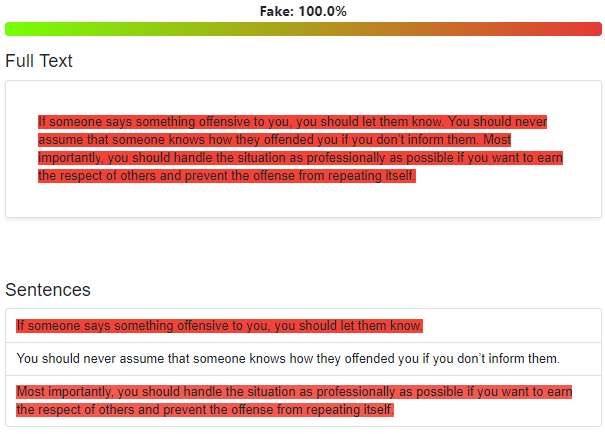 Fake: 100.0%
Full Text
If someone says something offensive to you, you should let them know. You should never
assume that someone knows how they offended you if you don't inform them. Most
importantly, you should handle the situation as professionally as possible if you want to earn
the respect of others and prevent the offense from repeating itself.
Sentences
If someone says something offensive to you, you should let them know.
You should never assume that someone knows how they offended you if you don't inform them.
Most importantly, you should handle the situation as professionally as possible if you want to earn
the respect of others and prevent the offense from repeating itself.